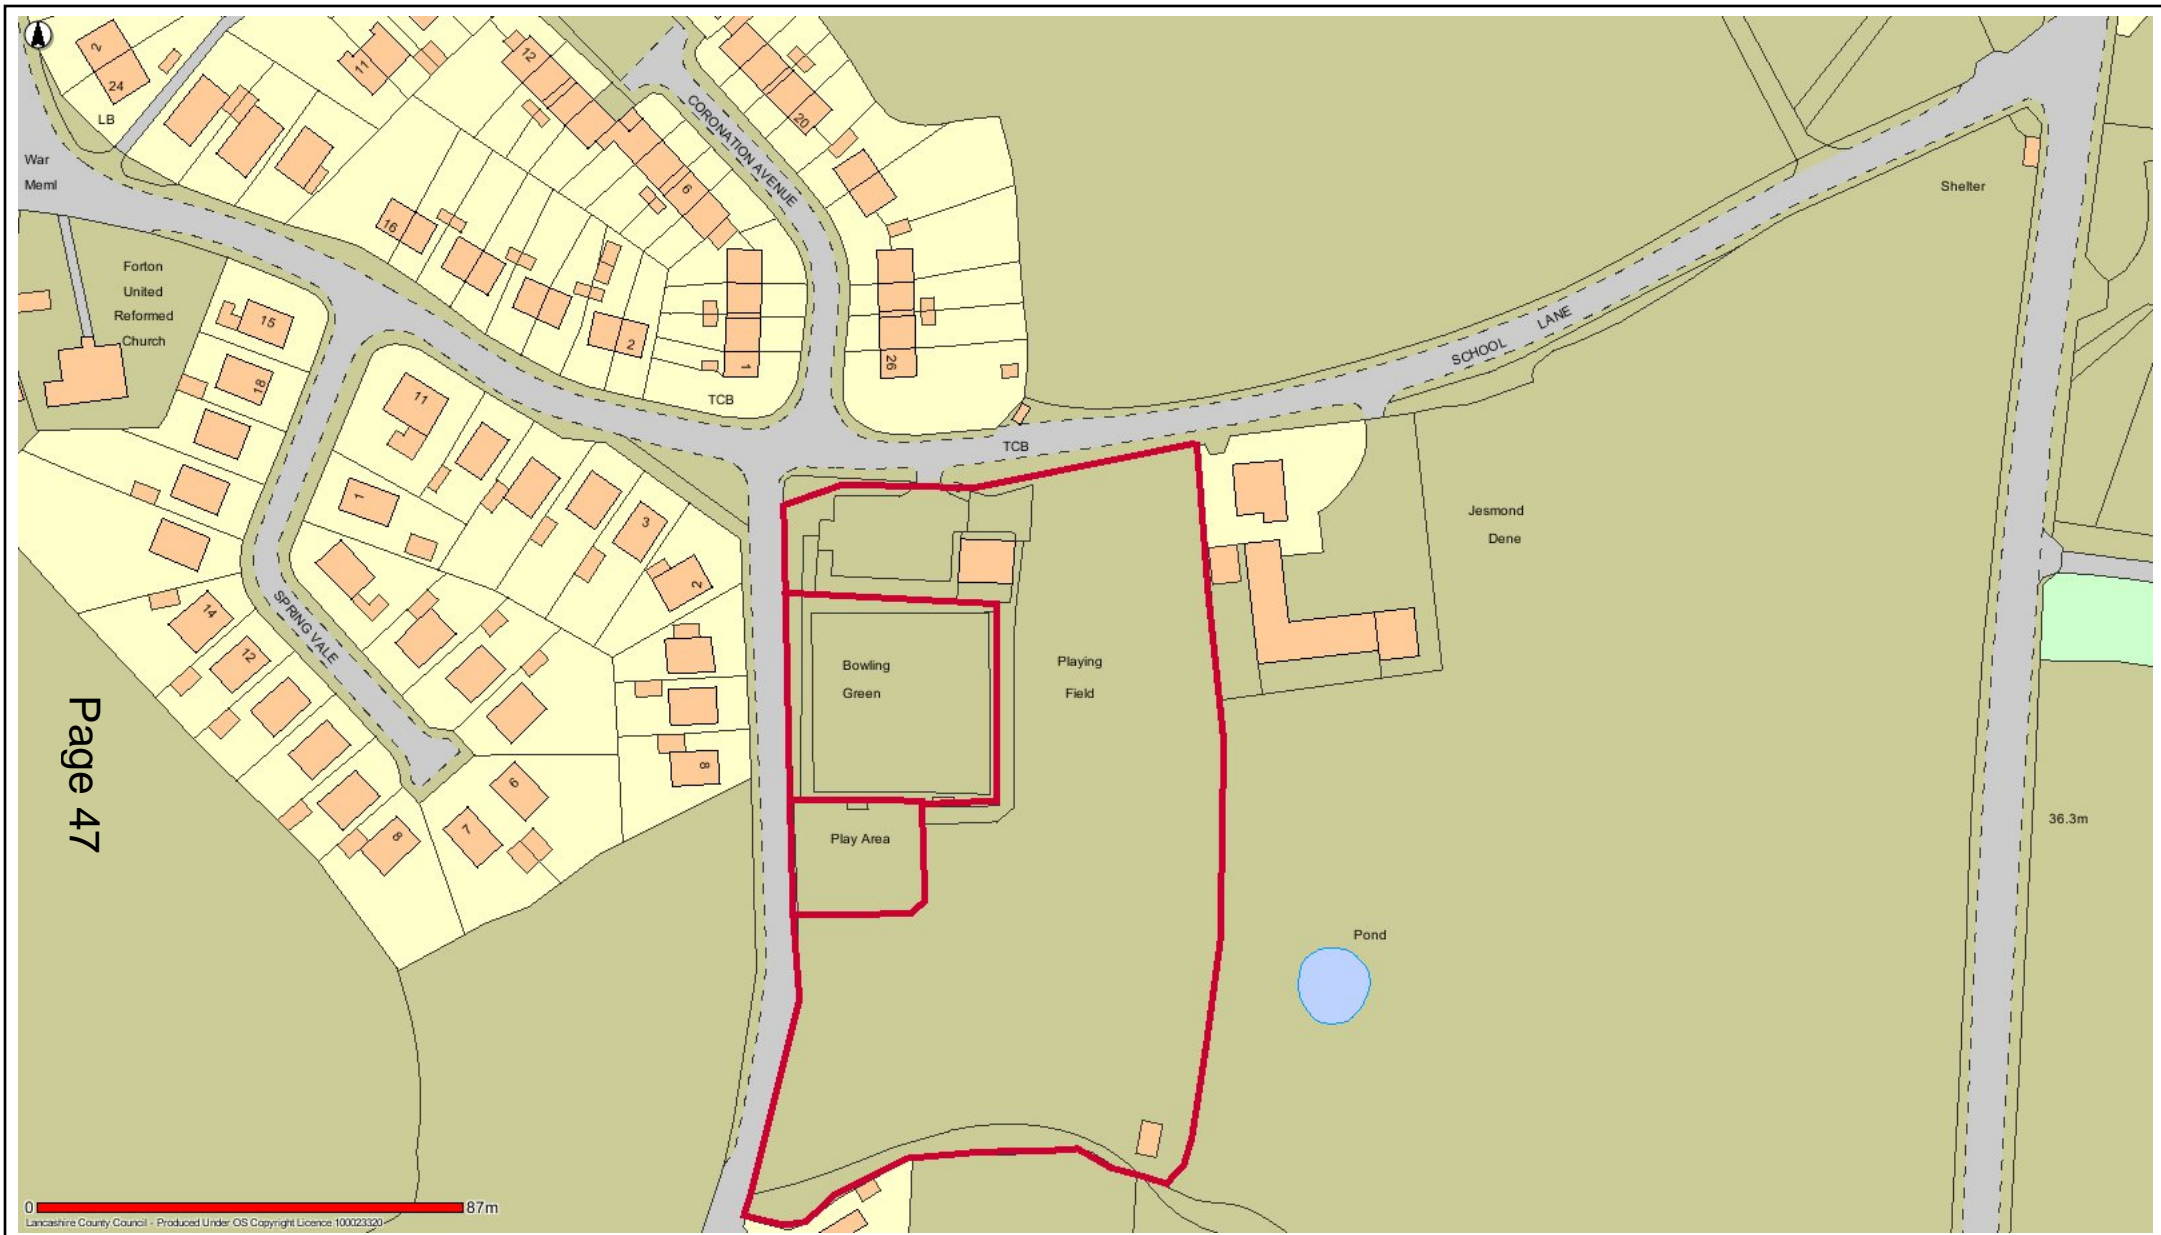 2
24
LB
11
12
20
CORONATION AVENUE
War
Meml
6
16
Shelter
Forton
United
Reformed
Church
15
2
1
26
LANE
SCHOOL
18
11
TCB
TCB
1
3
2
Jesmond
Dene
14
SPRING VALE
12
Bowling
Green
Playing
Field
8
6
7
8
Play Area
36.3m
Page 47
Pond
0
87m
Lancashire County Council - Produced Under OS Copyright Licence 100023320